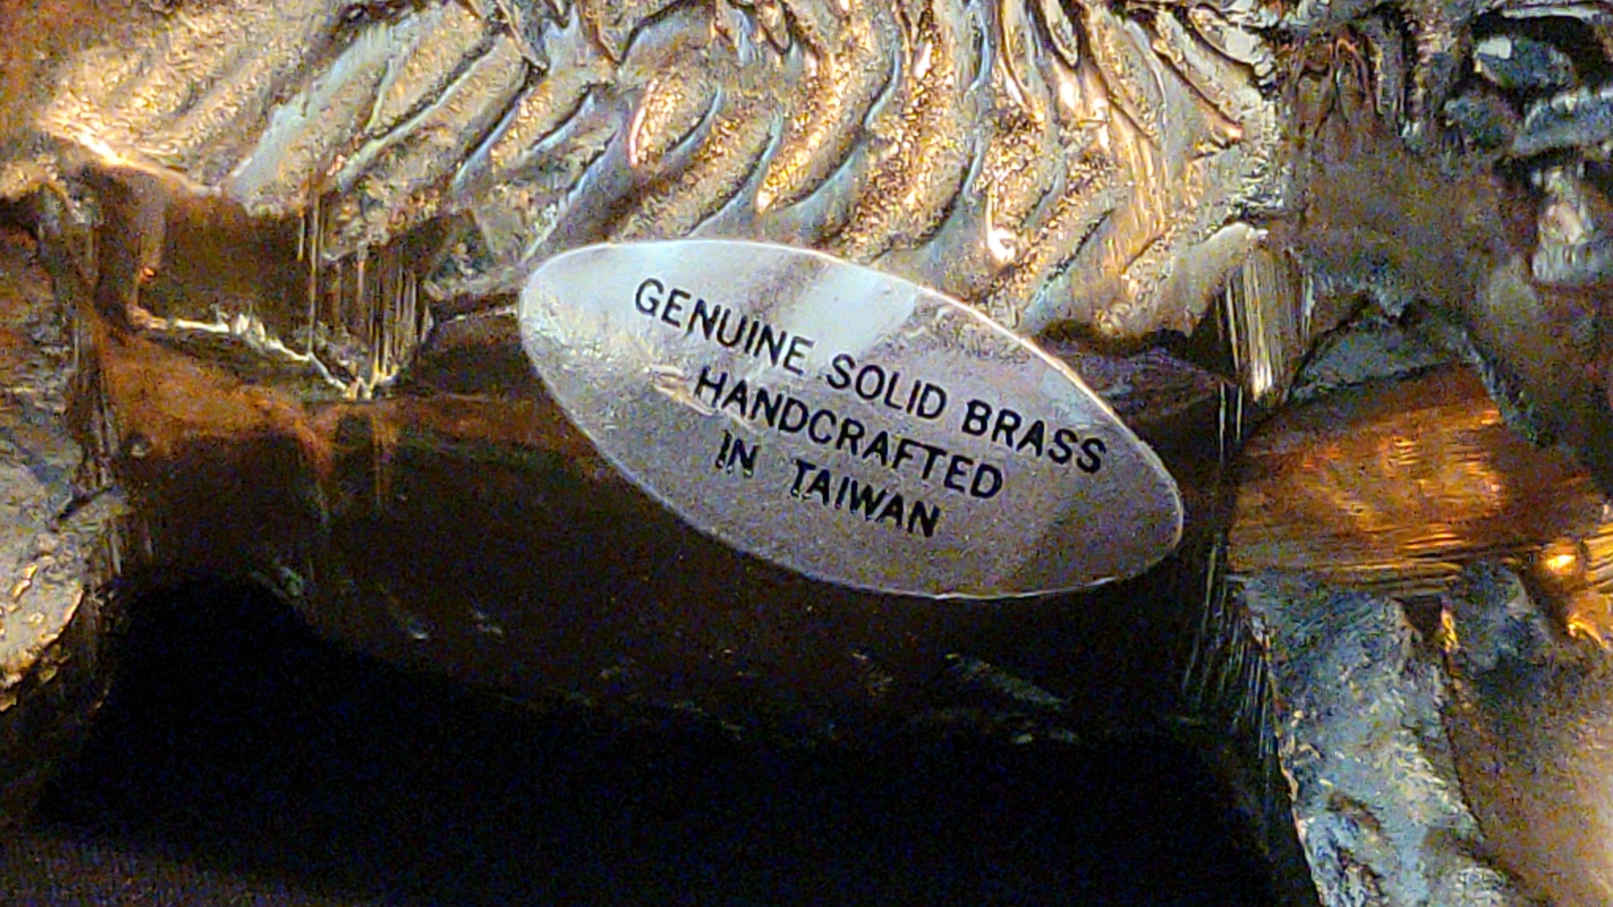 GENUINE SOLID BRASS
HANDCRAFTED
IN TAIWAN